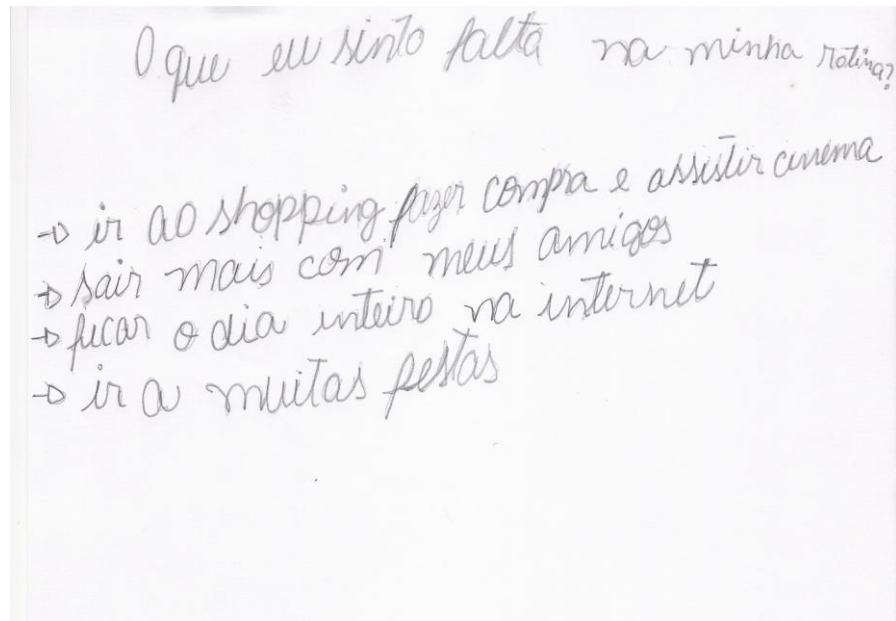 O que eu sinto falta na minha rotina?
→ ir ao shopping fazer compra e assistir cinema
→ sair mais com meus amigos
→ ficar o dia inteiro na internet
→ ir a muitas festas